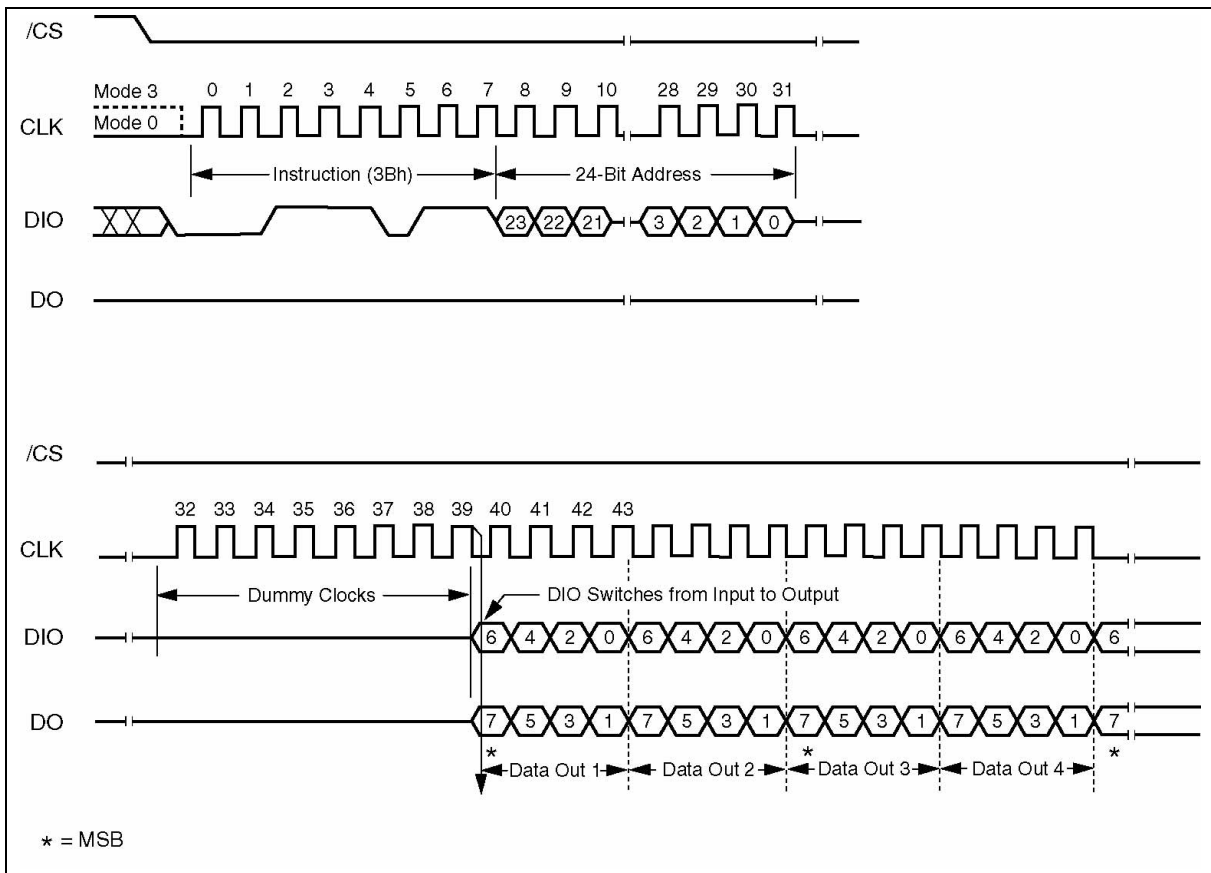 /CS
Mode 3 0 1 2 3 4 5 6 7 8 9 10 28 29 30 31
CLK Mode 0
Instruction (3Bh) 24-Bit Address
DIO 23 22 21 3 2 1 0
DO
/CS
32 33 34 35 36 37 38 39 40 41 42 43
CLK
Dummy Clocks DIO Switches from Input to Output
DIO 6 4 2 0 6 4 2 0 6 4 2 0 6 4 2 0 6
DO 7 5 3 1 7 5 3 1 7 5 3 1 7 5 3 1 7
* * *
Data Out 1 Data Out 2 Data Out 3 Data Out 4
* = MSB